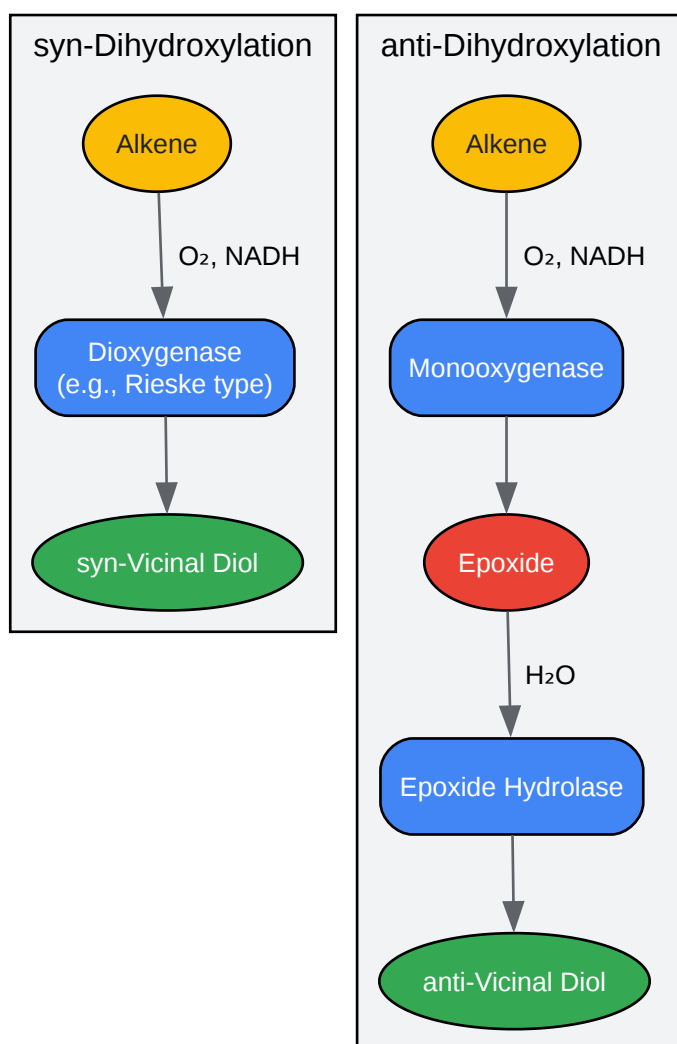 syn-Dihydroxylation
Alkene
O₂, NADH
Dioxygenase
(e.g., Rieske type)
syn-Vicinal Diol
anti-Dihydroxylation
Alkene
O₂, NADH
Monooxygenase
Epoxide
H₂O
Epoxide Hydrolase
anti-Vicinal Diol